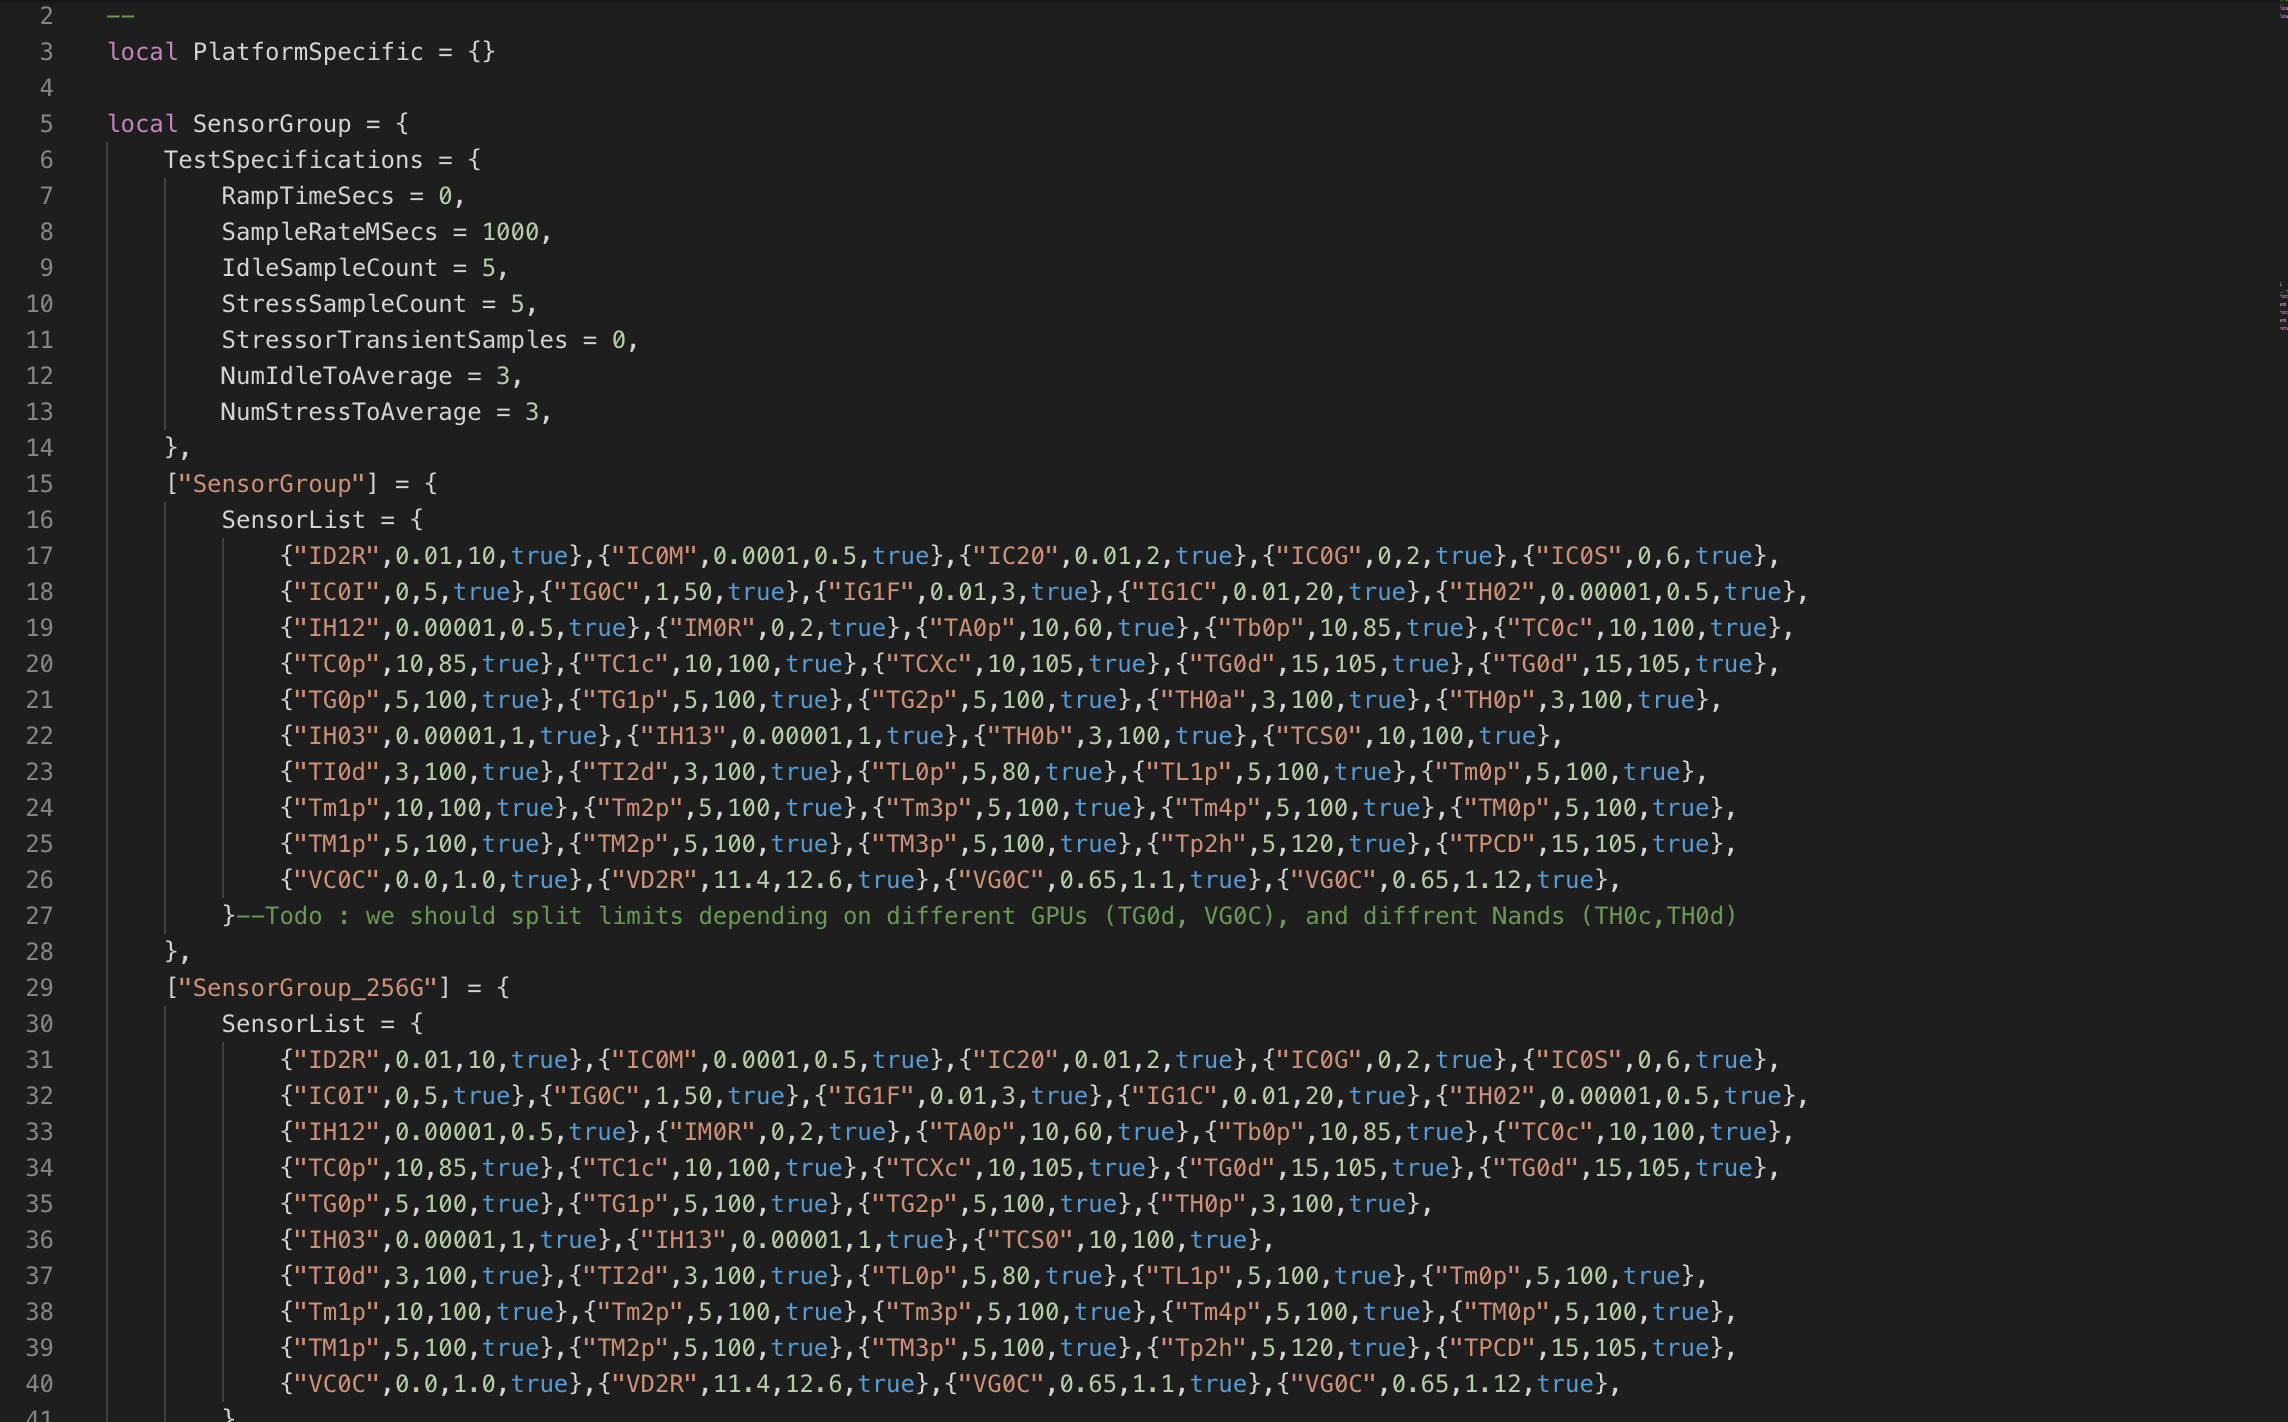 2 --
3 local PlatformSpecific = {}
4
5 local SensorGroup = {
6 TestSpecifications = {
7 RampTimeSecs = 0,
8 SampleRateMSecs = 1000,
9 IdleSampleCount = 5,
10 StressSampleCount = 5,
11 StressorTransientSamples = 0,
12 NumIdleToAverage = 3,
13 NumStressToAverage = 3,
14 },
15 ["SensorGroup"] = {
16 SensorList = {
17 {"ID2R",0.01,10,true},{"IC0M",0.0001,0.5,true},{"IC20",0.01,2,true},{"IC0G",0,2,true},{"IC0S",0,6,true},
18 {"IC0I",0,5,true},{"IG0C",1,50,true},{"IG1F",0.01,3,true},{"IG1C",0.01,20,true},{"IH02",0.00001,0.5,true},
19 {"IH12",0.00001,0.5,true},{"IM0R",0,2,true},{"TA0p",10,60,true},{"Tb0p",10,85,true},{"TC0c",10,100,true},
20 {"TC0p",10,85,true},{"TC1c",10,100,true},{"TCXc",10,105,true},{"TG0d",15,105,true},{"TG0d",15,105,true},
21 {"TG0p",5,100,true},{"TG1p",5,100,true},{"TG2p",5,100,true},{"TH0a",3,100,true},{"TH0p",3,100,true},
22 {"IH03",0.00001,1,true},{"IH13",0.00001,1,true},{"TH0b",3,100,true},{"TCS0",10,100,true},
23 {"TI0d",3,100,true},{"TI2d",3,100,true},{"TL0p",5,80,true},{"TL1p",5,100,true},{"Tm0p",5,100,true},
24 {"Tm1p",10,100,true},{"Tm2p",5,100,true},{"Tm3p",5,100,true},{"Tm4p",5,100,true},{"TM0p",5,100,true},
25 {"TM1p",5,100,true},{"TM2p",5,100,true},{"TM3p",5,100,true},{"Tp2h",5,120,true},{"TPCD",15,105,true},
26 {"VC0C",0.0,1.0,true},{"VD2R",11.4,12.6,true},{"VG0C",0.65,1.1,true},{"VG0C",0.65,1.12,true},
27 }--Todo : we should split limits depending on different GPUs (TG0d, VG0C), and diffrent Nands (TH0c,TH0d)
28 },
29 ["SensorGroup_256G"] = {
30 SensorList = {
31 {"ID2R",0.01,10,true},{"IC0M",0.0001,0.5,true},{"IC20",0.01,2,true},{"IC0G",0,2,true},{"IC0S",0,6,true},
32 {"IC0I",0,5,true},{"IG0C",1,50,true},{"IG1F",0.01,3,true},{"IG1C",0.01,20,true},{"IH02",0.00001,0.5,true},
33 {"IH12",0.00001,0.5,true},{"IM0R",0,2,true},{"TA0p",10,60,true},{"Tb0p",10,85,true},{"TC0c",10,100,true},
34 {"TC0p",10,85,true},{"TC1c",10,100,true},{"TCXc",10,105,true},{"TG0d",15,105,true},{"TG0d",15,105,true},
35 {"TG0p",5,100,true},{"TG1p",5,100,true},{"TG2p",5,100,true},{"TH0p",3,100,true},
36 {"IH03",0.00001,1,true},{"IH13",0.00001,1,true},{"TCS0",10,100,true},
37 {"TI0d",3,100,true},{"TI2d",3,100,true},{"TL0p",5,80,true},{"TL1p",5,100,true},{"Tm0p",5,100,true},
38 {"Tm1p",10,100,true},{"Tm2p",5,100,true},{"Tm3p",5,100,true},{"Tm4p",5,100,true},{"TM0p",5,100,true},
39 {"TM1p",5,100,true},{"TM2p",5,100,true},{"TM3p",5,100,true},{"Tp2h",5,120,true},{"TPCD",15,105,true},
40 {"VC0C",0.0,1.0,true},{"VD2R",11.4,12.6,true},{"VG0C",0.65,1.1,true},{"VG0C",0.65,1.12,true},
41 }